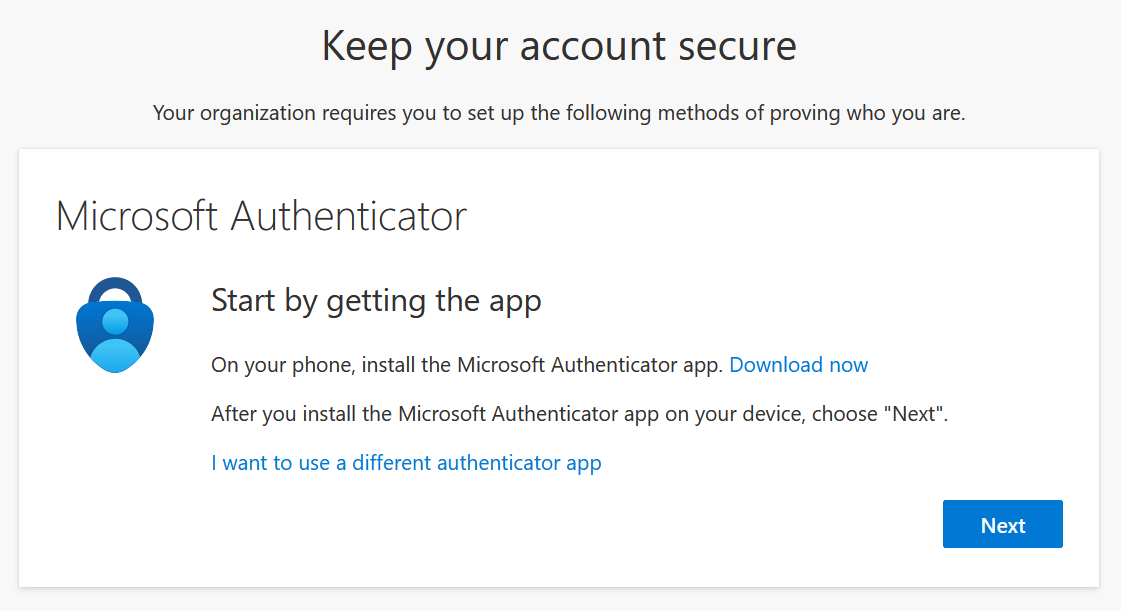 Keep your account secure
Your organization requires you to set up the following methods of proving who you are.
Microsoft Authenticator
Start by getting the app
On your phone, install the Microsoft Authenticator app. Download now
After you install the Microsoft Authenticator app on your device, choose "Next".
I want to use a different authenticator app
Next